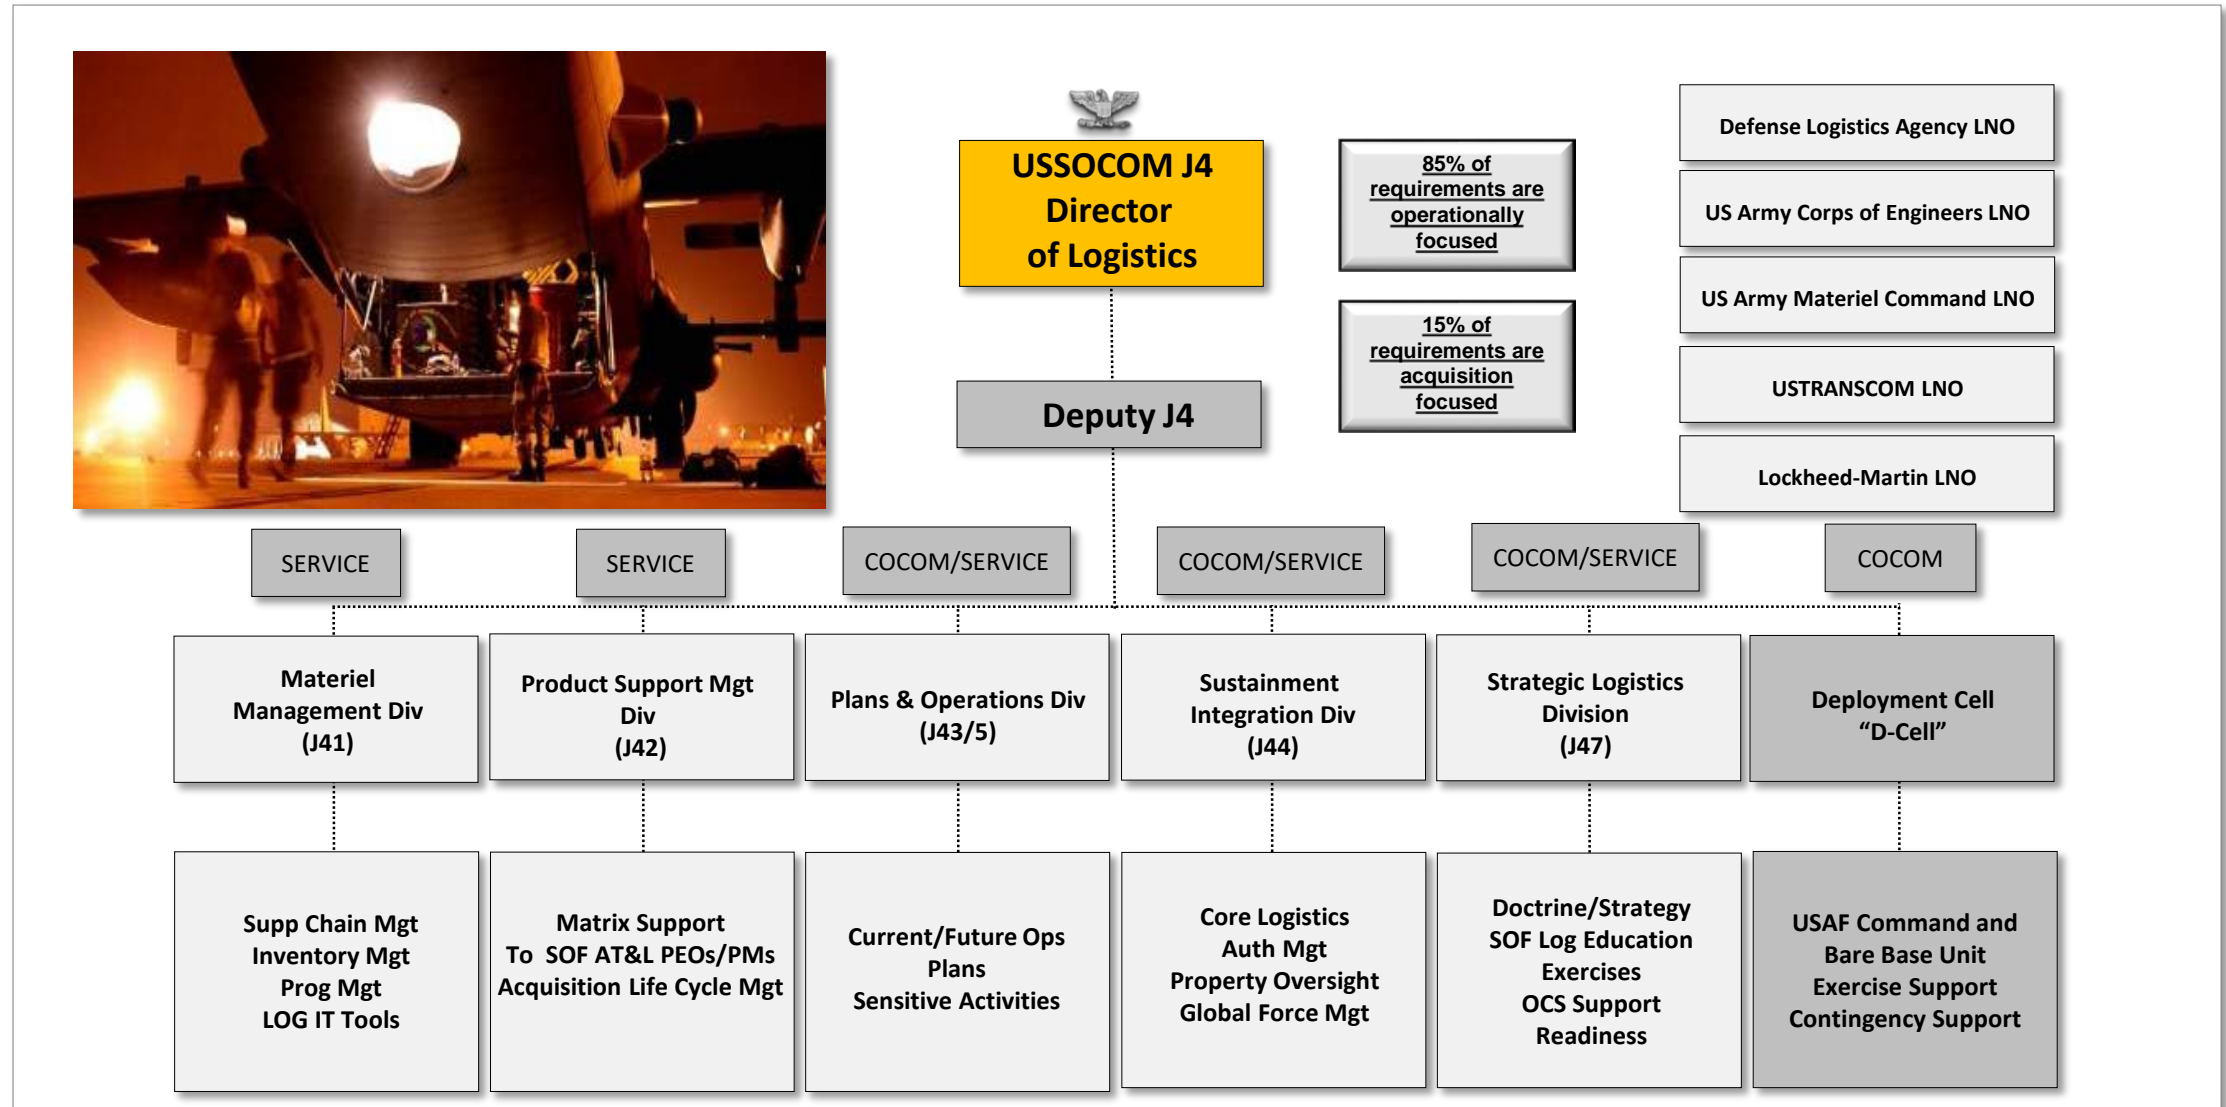 USSOCOM J4
Director
of Logistics
Deputy J4
85% of
requirements are
operationally
focused
15% of
requirements are
acquisition
focused
Defense Logistics Agency LNO
US Army Corps of Engineers LNO
US Army Materiel Command LNO
USTRANSCOM LNO
Lockheed-Martin LNO
SERVICE
SERVICE
COCOM/SERVICE
COCOM/SERVICE
COCOM/SERVICE
COCOM
Materiel
Management Div
(J41)
Product Support Mgt
Div
(J42)
Plans & Operations Div
(J43/5)
Sustainment
Integration Div
(J44)
Strategic Logistics
Division
(J47)
Deployment Cell
“D-Cell”
Supp Chain Mgt
Inventory Mgt
Prog Mgt
LOG IT Tools
Matrix Support
To SOF AT&L PEOs/PMs
Acquisition Life Cycle Mgt
Current/Future Ops
Plans
Sensitive Activities
Core Logistics
Auth Mgt
Property Oversight
Global Force Mgt
Doctrine/Strategy
SOF Log Education
Exercises
OCS Support
Readiness
USAF Command and
Bare Base Unit
Exercise Support
Contingency Support